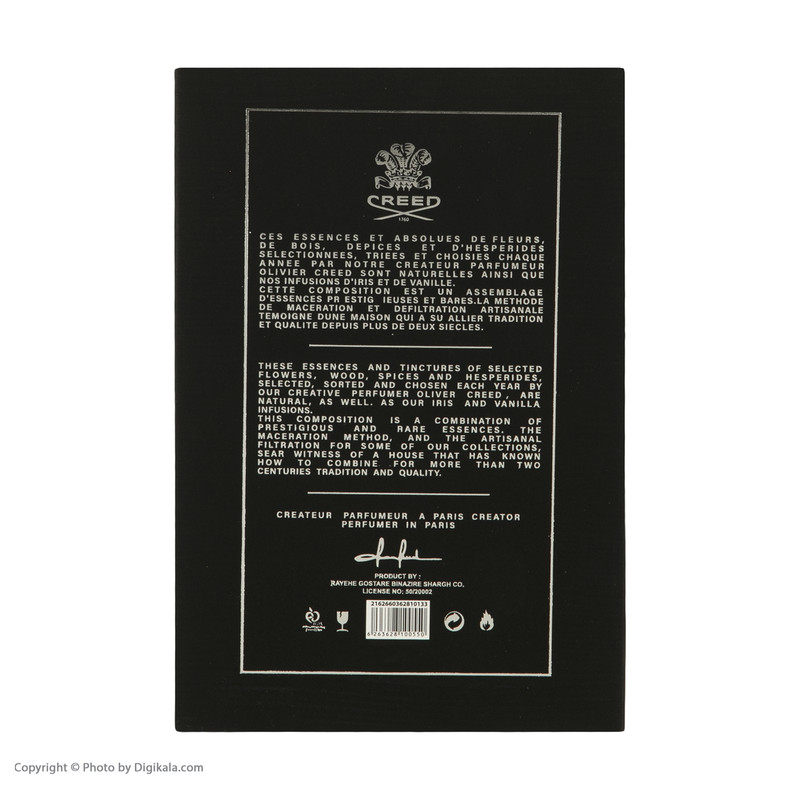 CREED
1760
CES ESSENCES ET ABSOLUES DE FLEURS,
DE BOIS, DEPICES ET D'HESPERIDES
SELECTIONNEES, TRIEES ET CHOISIES CHAQUE
ANNEE PAR NOTRE CREATEUR PARFUMEUR
OLIVIER CREED SONT NATURELLES AINSI QUE
NOS INFUSIONS D'IRIS ET DE VANILLE.
CETTE COMPOSITION EST UN ASSEMBLAGE
D'ESSENCES PR ESTIG IEUSES ET BARES.LA METHODE
DE MACERATION ET DEFILTRATION ARTISANALE
TEMOIGNE DUNE MAISON QUI A SU ALLIER TRADITION
ET QUALITE DEPUIS PLUS DE DEUX SIECLES.
THESE ESSENCES AND TINCTURES OF SELECTED
FLOWERS, WOOD, SPICES AND HESPERIDES,
SELECTED, SORTED AND CHOSEN EACH YEAR BY
OUR CREATIVE PERFUMER OLIVER CREED , ARE
NATURAL, AS WELL. AS OUR IRIS AND VANILLA
INFUSIONS.
THIS COMPOSITION IS A COMBINATION OF
PRESTIGIOUS AND RARE ESSENCES. THE
MACERATION METHOD, AND THE ARTISANAL
FILTRATION FOR SOME OF OUR COLLECTIONS,
SEAR WITNESS OF A HOUSE THAT HAS KNOWN
HOW TO COMBINE .FOR MORE THAN TWO
CENTURIES TRADITION AND QUALITY.
CREATEUR PARFUMEUR A PARIS CREATOR
PERFUMER IN PARIS
PRODUCT BY :
RAYEHE GOSTARE BINAZIRE SHARGH CO.
LICENSE NO: 50/20002
2162660362810133
6 263628 100550
Copyright © Photo by Digikala.com